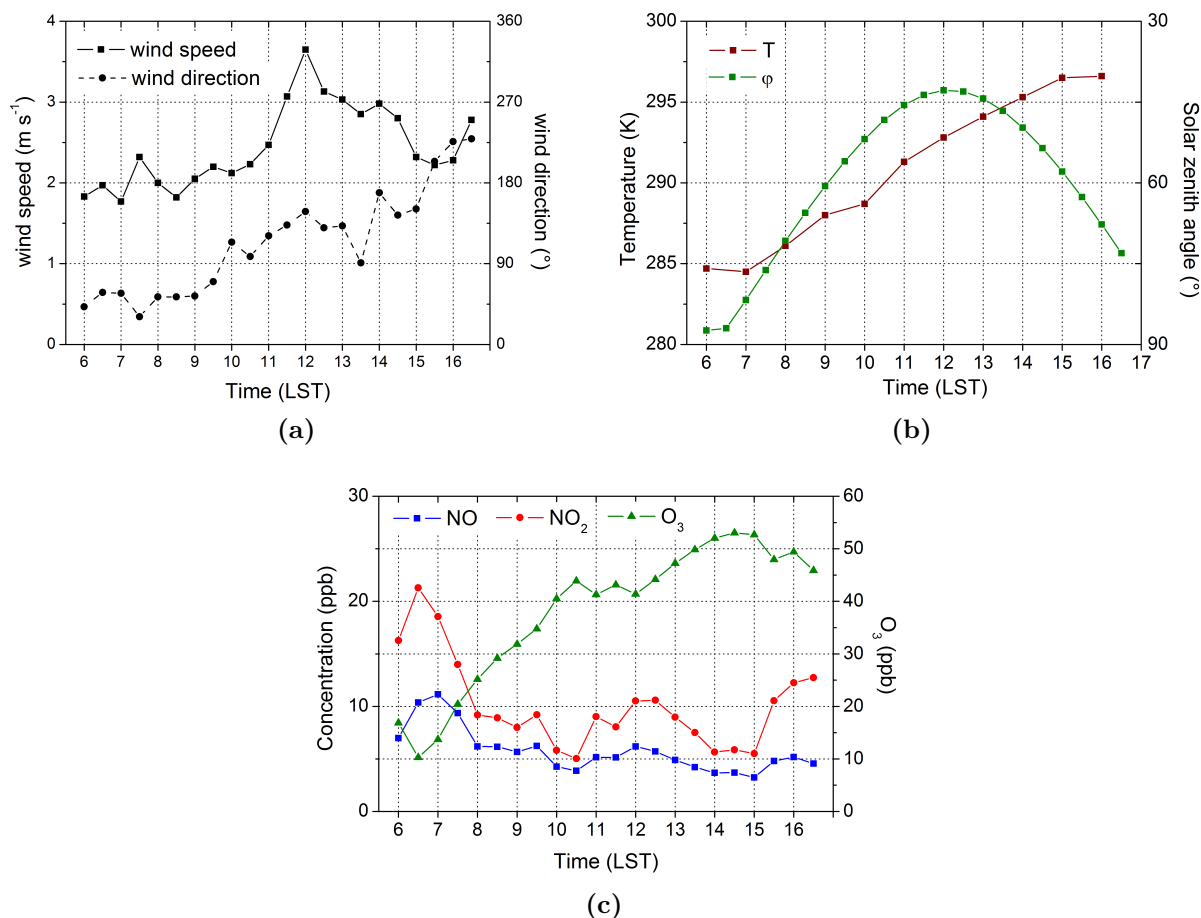 4
3
2
1
0
wind speed (m s⁻¹)
wind speed
wind direction
360
270
180
90
0
wind direction (°)
6 7 8 9 10 11 12 13 14 15 16
Time (LST)
(a)
300
295
290
285
280
Temperature (K)
T
φ
30
60
90
Solar zenith angle (°)
6 7 8 9 10 11 12 13 14 15 16 17
Time (LST)
(b)
30
20
10
0
Concentration (ppb)
NO NO₂ O₃
60
50
40
30
20
10
0
O₃ (ppb)
6 7 8 9 10 11 12 13 14 15 16
Time (LST)
(c)